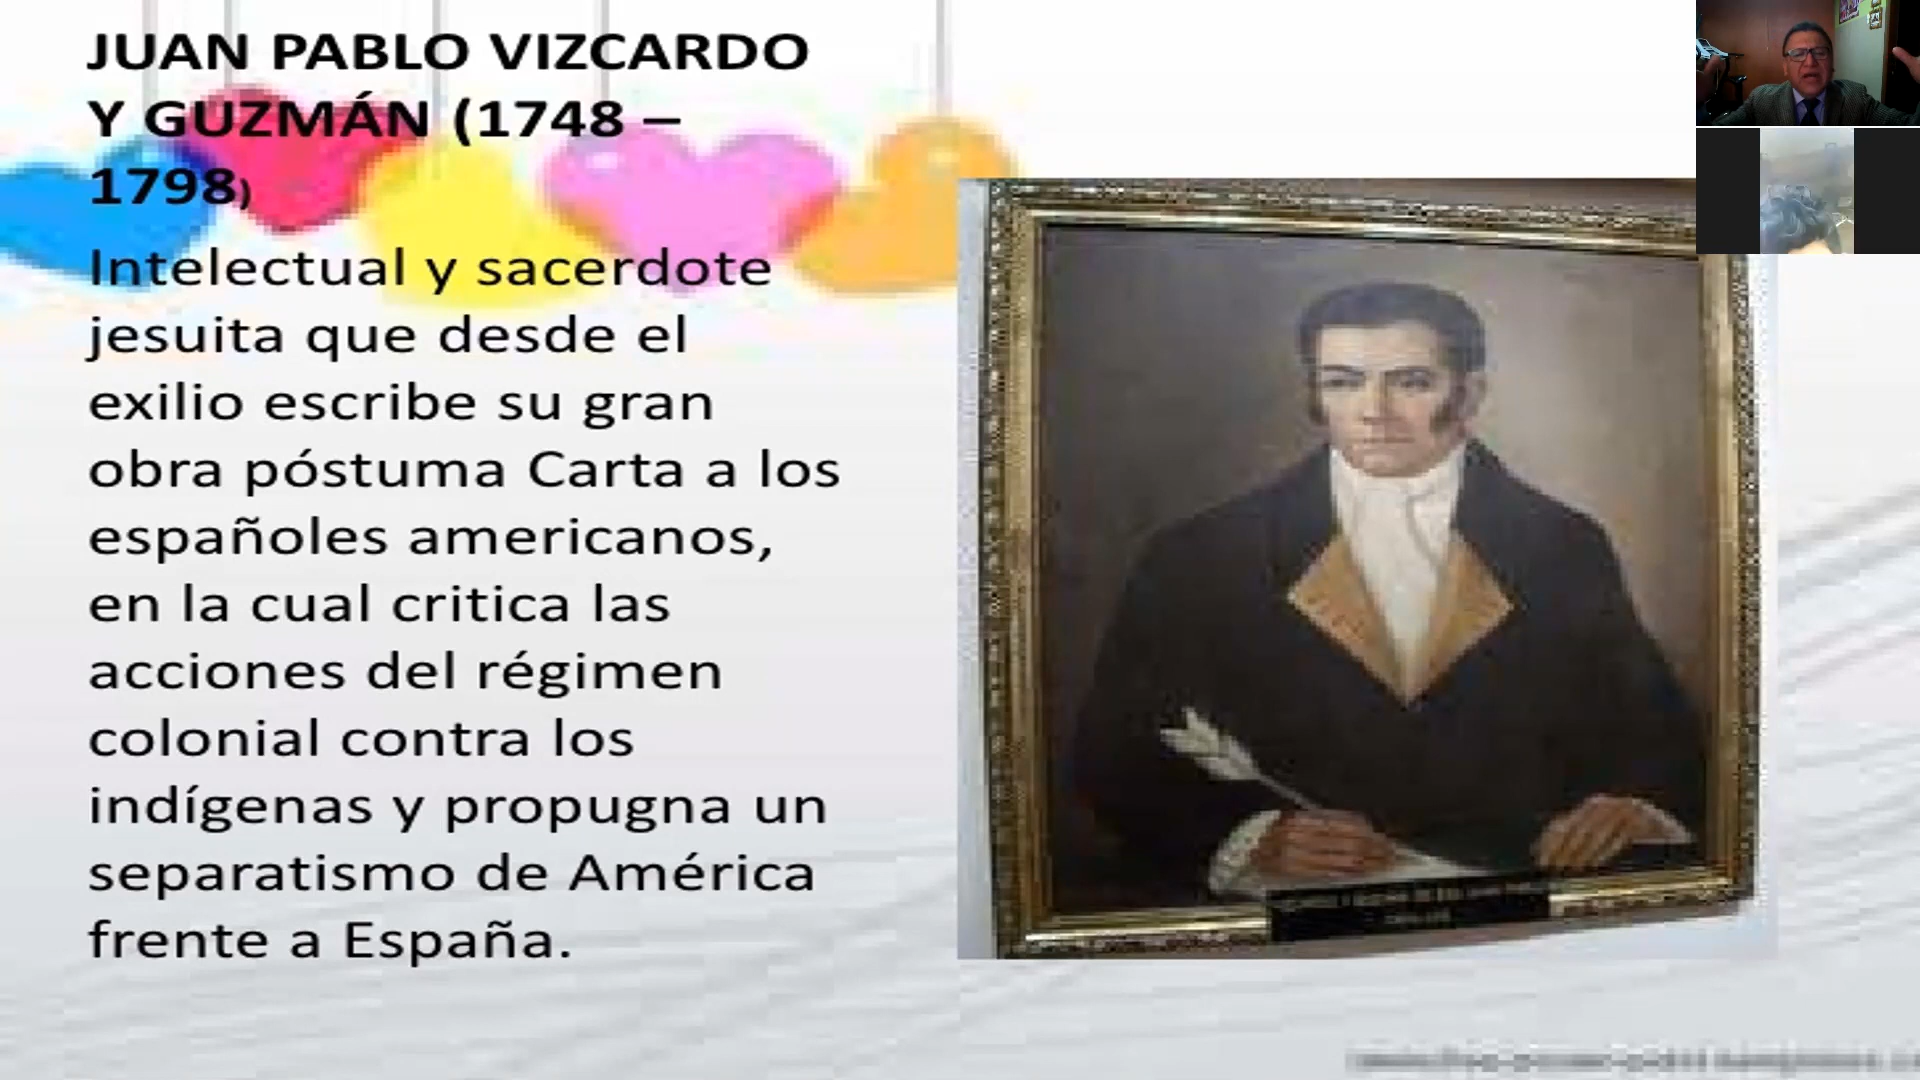 JUAN PABLO VIZCARDO
Y GUZMÁN (1748 –
1798)
Intelectual y sacerdote
jesuita que desde el
exilio escribe su gran
obra póstuma Carta a los
españoles americanos,
en la cual critica las
acciones del régimen
colonial contra los
indígenas y propugna un
separatismo de América
frente a España.